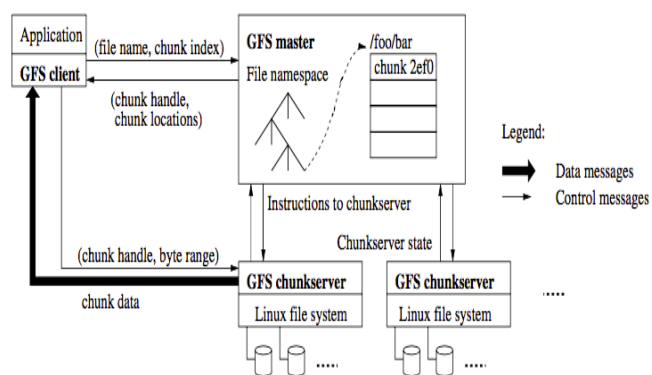 Application
GFS client
(file name, chunk index)
(chunk handle,
chunk locations)
GFS master
File namespace
/foo/bar
chunk 2ef0
Legend:
Data messages
Control messages
Instructions to chunkserver
Chunkserver state
(chunk handle, byte range)
chunk data
GFS chunkserver
Linux file system
GFS chunkserver
Linux file system